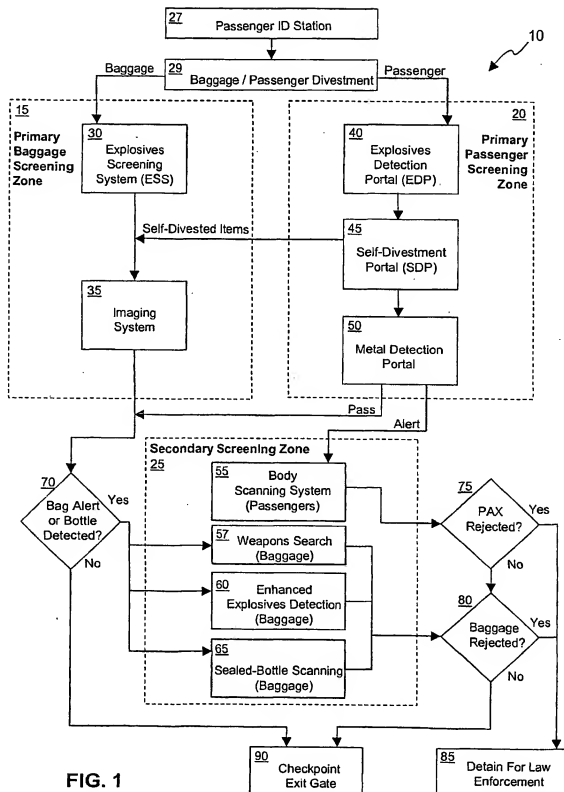 27
Passenger ID Station
10
Baggage
29
Baggage / Passenger Divestment
Passenger
15
Primary
Baggage
Screening
Zone
30
Explosives
Screening
System (ESS)
20
Primary
Passenger
Screening
Zone
40
Explosives
Detection
Portal (EDP)
Self-Divested Items
45
Self-Divestment
Portal (SDP)
35
Imaging
System
50
Metal Detection
Portal
Pass
Alert
Secondary Screening Zone
25
55
Body
Scanning System
(Passengers)
70
Bag Alert
or Bottle
Detected?
Yes
No
57
Weapons Search
(Baggage)
60
Enhanced
Explosives Detection
(Baggage)
65
Sealed-Bottle Scanning
(Baggage)
75
PAX
Rejected?
Yes
No
80
Baggage
Rejected?
Yes
No
90
Checkpoint
Exit Gate
85
Detain For Law
Enforcement
FIG. 1